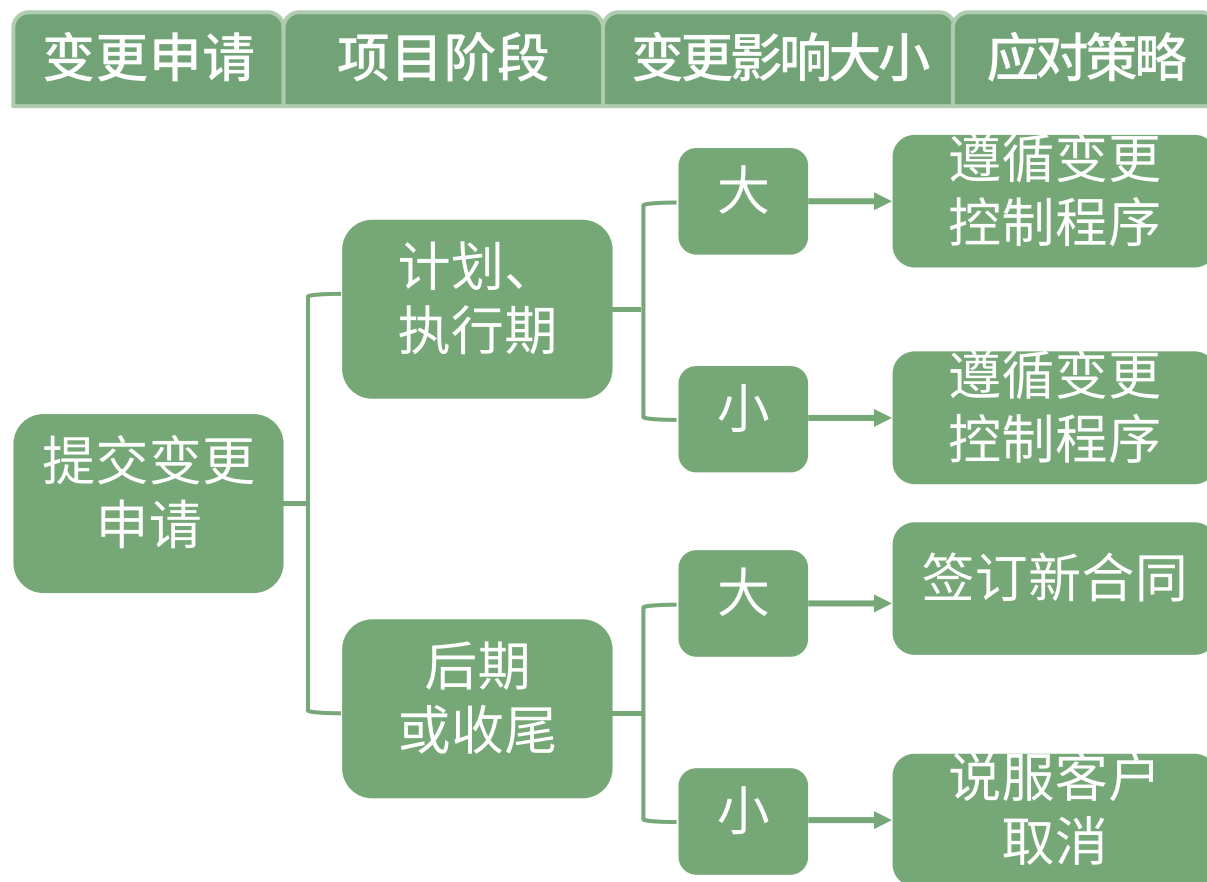 变更申请
项目阶段
变更影响大小
应对策略
提交变更
申请
计划、
执行期
大
遵循变更
控制程序
小
遵循变更
控制程序
后期
或收尾
大
签订新合同
小
说服客户
取消